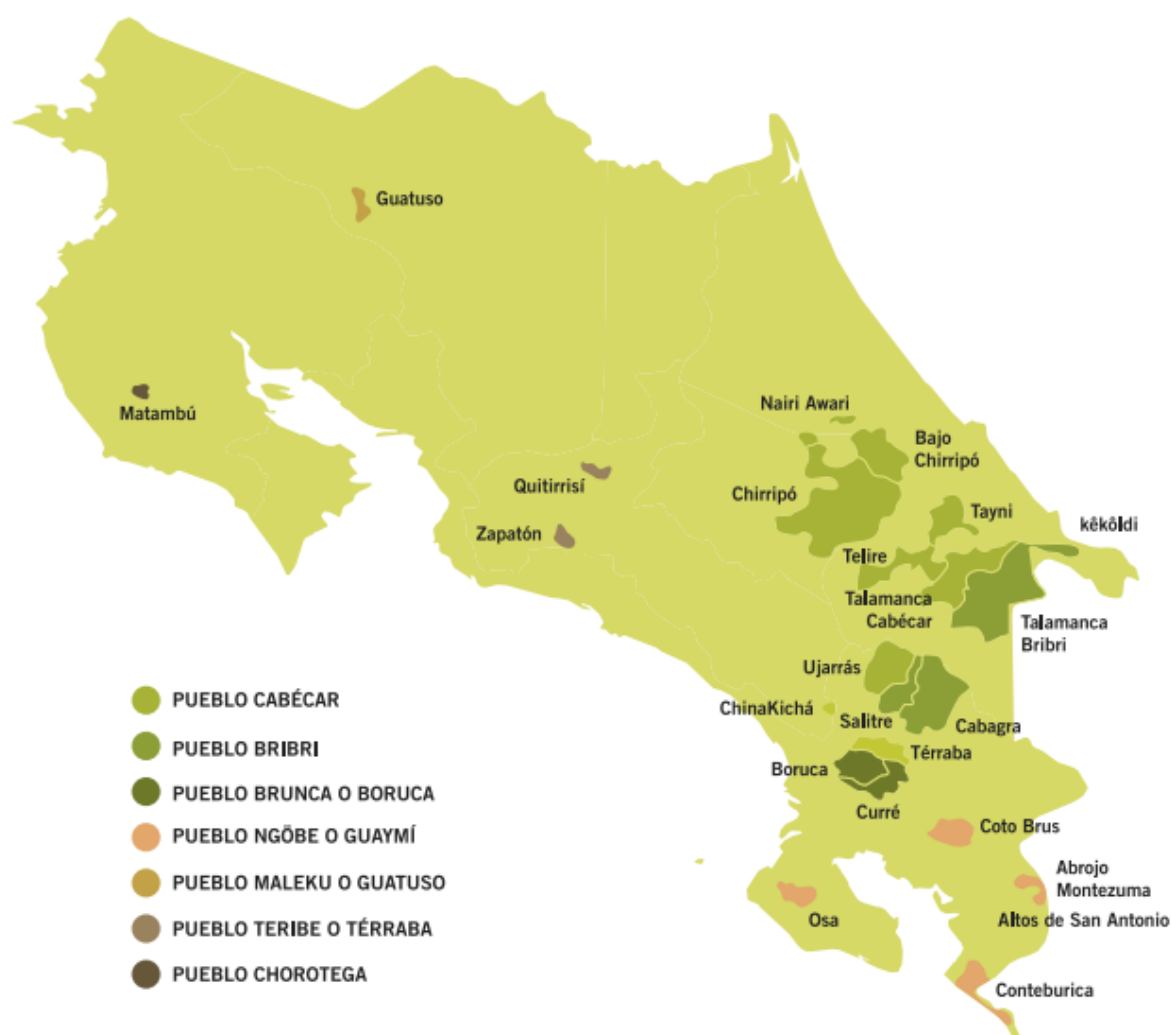 Guatuso
Matambú
Nairi Awari
Bajo
Chirripó
Quitirrisí
Chirripó
Tayni
kêköldi
Zapatón
Telire
Talamanca
Cabécar
Talamanca
Bribri
Ujarrás
ChinaKichá
Salitre
Cabagra
Térraba
Boruca
Curré
Coto Brus
Abrojo
Montezuma
Osa
Altos de San Antonio
Conteburica
PUEBLO CABÉCAR
PUEBLO BRIBRI
PUEBLO BRUNCA O BORUCA
PUEBLO NGÖBE O GUAYMÍ
PUEBLO MALEKU O GUATUSO
PUEBLO TERIBE O TÉRRABA
PUEBLO CHOROTEGA